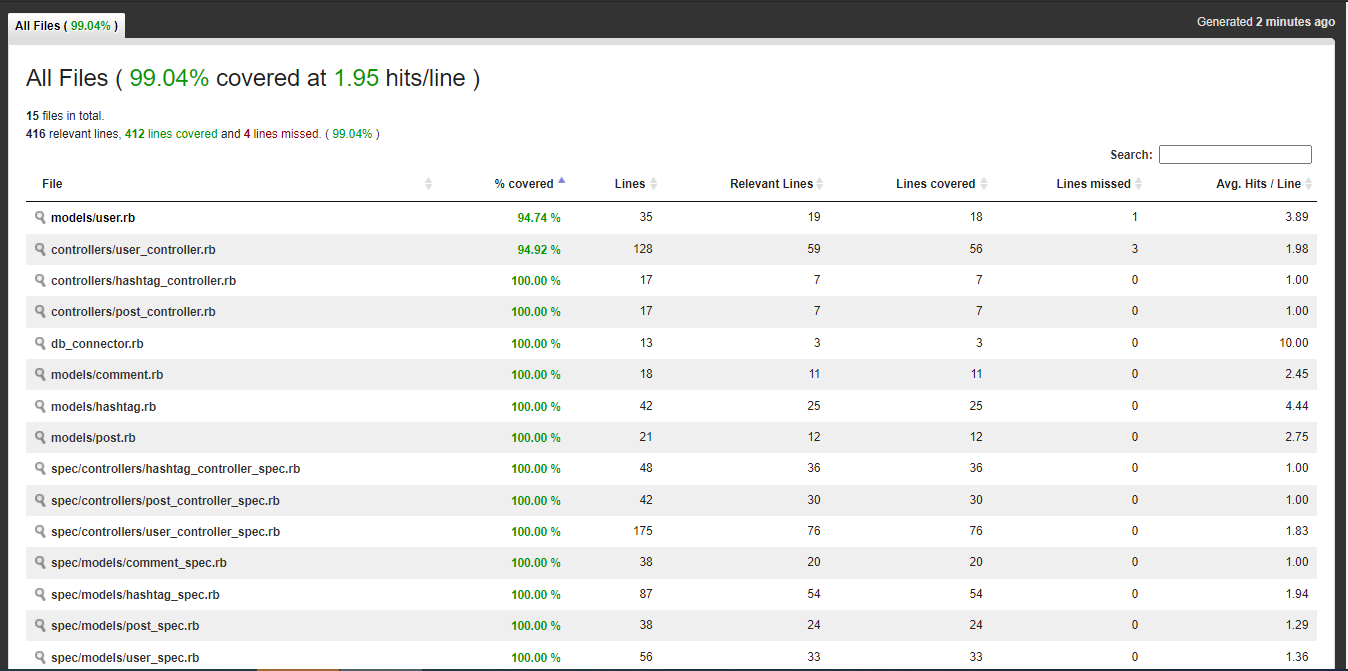 All Files ( 99.04% )
Generated 2 minutes ago
All Files ( 99.04% covered at 1.95 hits/line )
15 files in total.
416 relevant lines, 412 lines covered and 4 lines missed. ( 99.04% )
Search:
File % covered Lines Relevant Lines Lines covered Lines missed Avg. Hits / Line
models/user.rb 94.74 % 35 19 18 1 3.89
controllers/user_controller.rb 94.92 % 128 59 56 3 1.98
controllers/hashtag_controller.rb 100.00 % 17 7 7 0 1.00
controllers/post_controller.rb 100.00 % 17 7 7 0 1.00
db_connector.rb 100.00 % 13 3 3 0 10.00
models/comment.rb 100.00 % 18 11 11 0 2.45
models/hashtag.rb 100.00 % 42 25 25 0 4.44
models/post.rb 100.00 % 21 12 12 0 2.75
spec/controllers/hashtag_controller_spec.rb 100.00 % 48 36 36 0 1.00
spec/controllers/post_controller_spec.rb 100.00 % 42 30 30 0 1.00
spec/controllers/user_controller_spec.rb 100.00 % 175 76 76 0 1.83
spec/models/comment_spec.rb 100.00 % 38 20 20 0 1.00
spec/models/hashtag_spec.rb 100.00 % 87 54 54 0 1.94
spec/models/post_spec.rb 100.00 % 38 24 24 0 1.29
spec/models/user_spec.rb 100.00 % 56 33 33 0 1.36